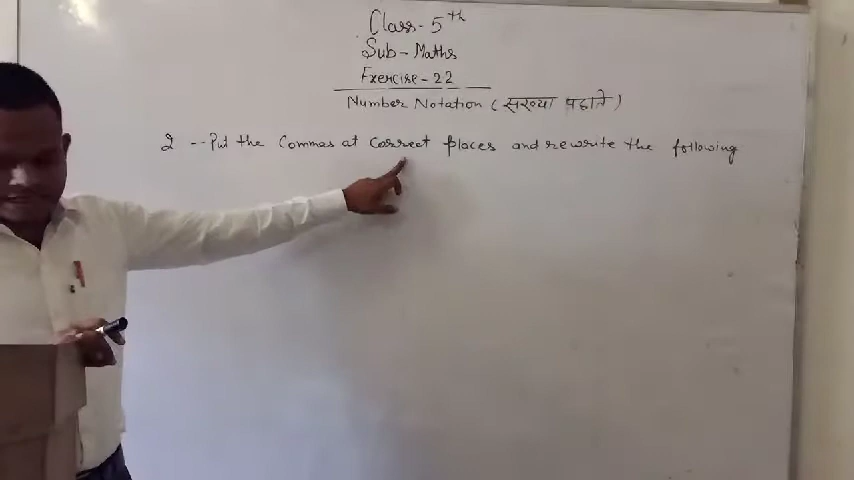 Class - 5th
Sub - Maths
Exercise - 22
Number Notation (सख्या पद्धति)
2 -- Put the Commas at correct places and rewrite the following